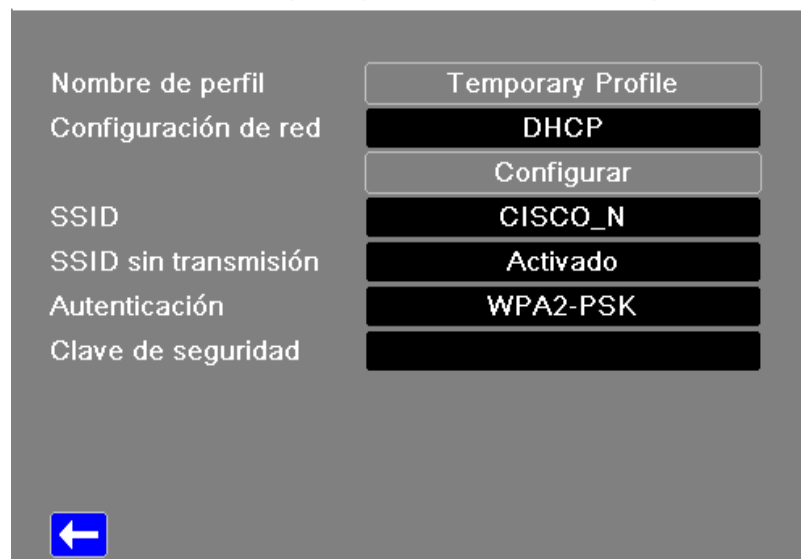 Nombre de perfil Temporary Profile
Configuración de red DHCP
Configurar
SSID CISCO_N
SSID sin transmisión Activado
Autenticación WPA2-PSK
Clave de seguridad